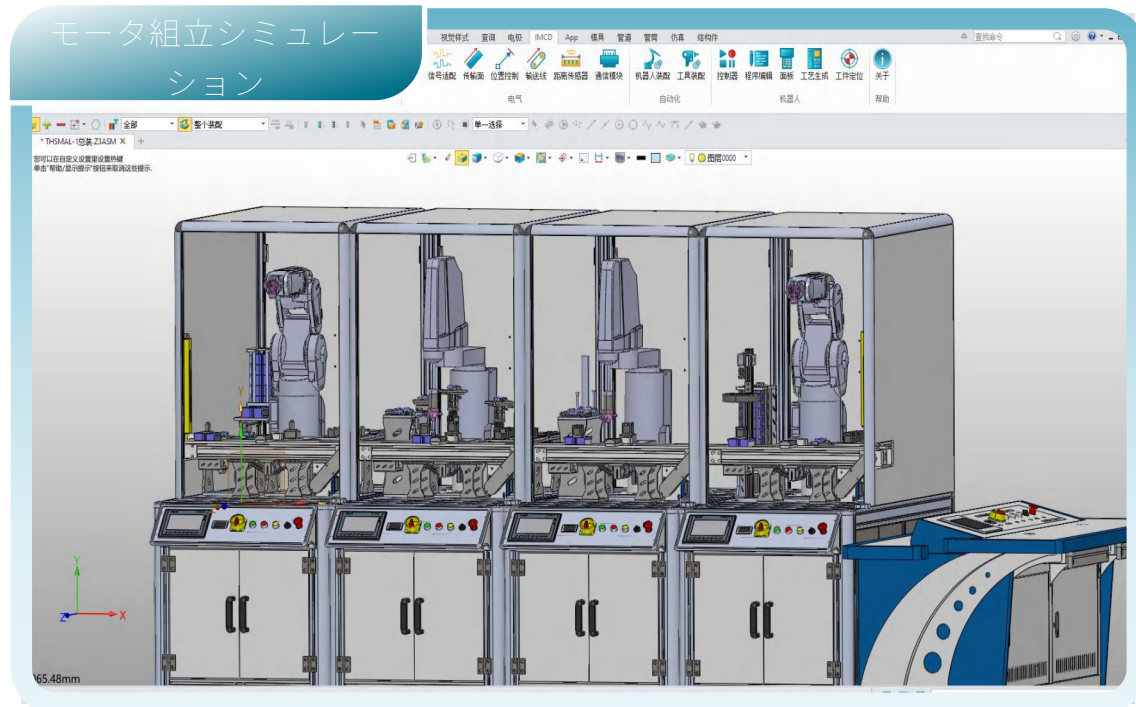 モータ組立シミュレー
ション
视觉样式 查询 电极 IMCD App 模具 管道 管筒 仿真 结构件
查找命令
信号适配 传输面 位置控制 输送线 距离传感器 通信模块 机器人装配 工具装配 控制器 程序编辑 面板 工艺生成 工件定位 关于
电气 自动化 机器人 帮助
全部 整个装配 单一选择
* THSMAL-1总装.Z3ASM
您可以在自定义设置里设置热键
单击"帮助/显示提示"按钮来取消这些提示.
图层0000
Y
Y
Z X
65.48mm